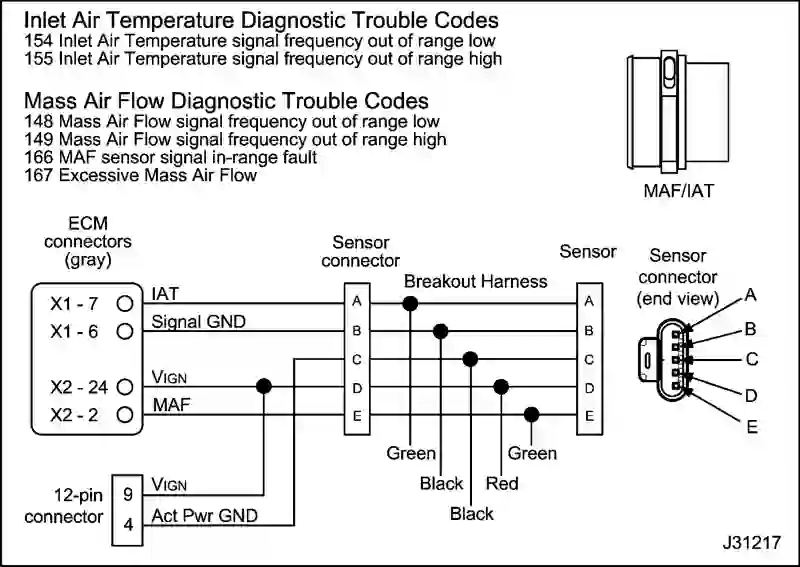 Inlet Air Temperature Diagnostic Trouble Codes
154 Inlet Air Temperature signal frequency out of range low
155 Inlet Air Temperature signal frequency out of range high
Mass Air Flow Diagnostic Trouble Codes
148 Mass Air Flow signal frequency out of range low
149 Mass Air Flow signal frequency out of range high
166 MAF sensor signal in-range fault
167 Excessive Mass Air Flow
MAF/IAT
ECM
connectors
(gray)
X1 - 7
X1 - 6
X2 - 24
X2 - 2
IAT
Signal GND
VIGN
MAF
Sensor
connector
A
B
C
D
E
Breakout Harness
Green
Black
Black
Red
Green
Sensor
A
B
C
D
E
Sensor
connector
(end view)
A
B
C
D
E
12-pin
connector
9
4
VIGN
Act Pwr GND
J31217